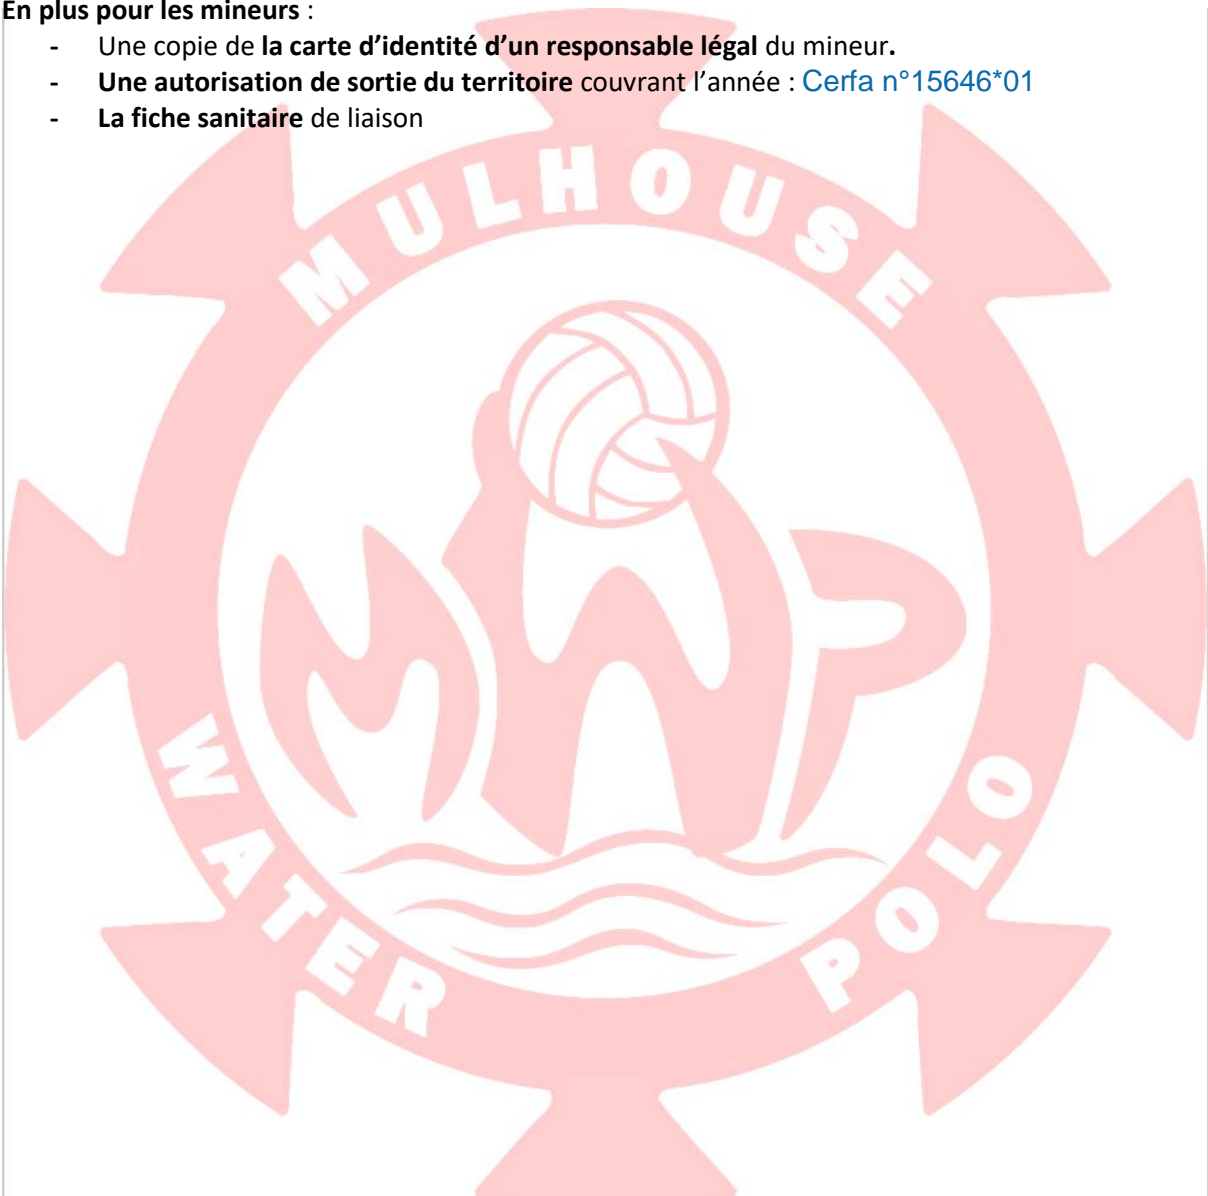 En plus pour les mineurs :
- Une copie de la carte d’identité d’un responsable légal du mineur.
- Une autorisation de sortie du territoire couvrant l’année : Cerfa n°15646*01
- La fiche sanitaire de liaison
MULHOUSE
MWP
WATER POLO